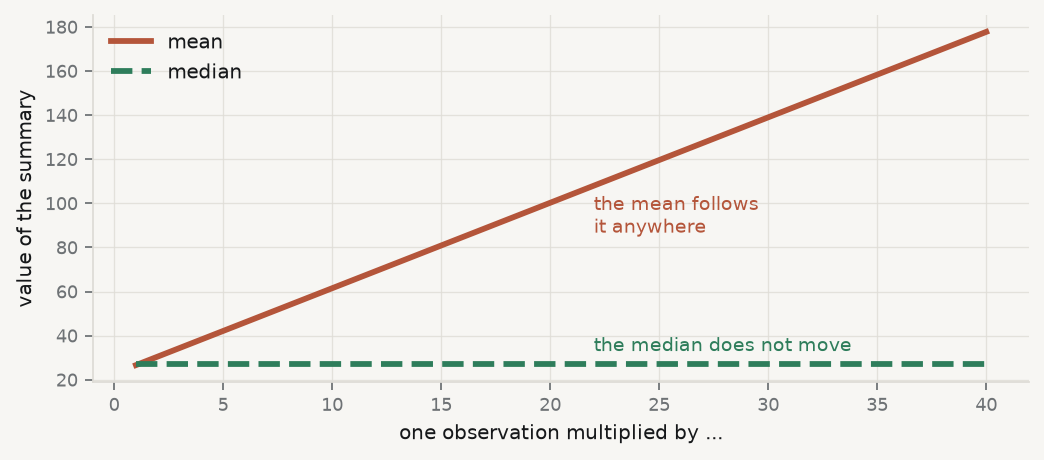 180
160
140
120
100
80
60
40
20
value of the summary
mean
median
the mean follows
it anywhere
the median does not move
0 5 10 15 20 25 30 35 40
one observation multiplied by ...